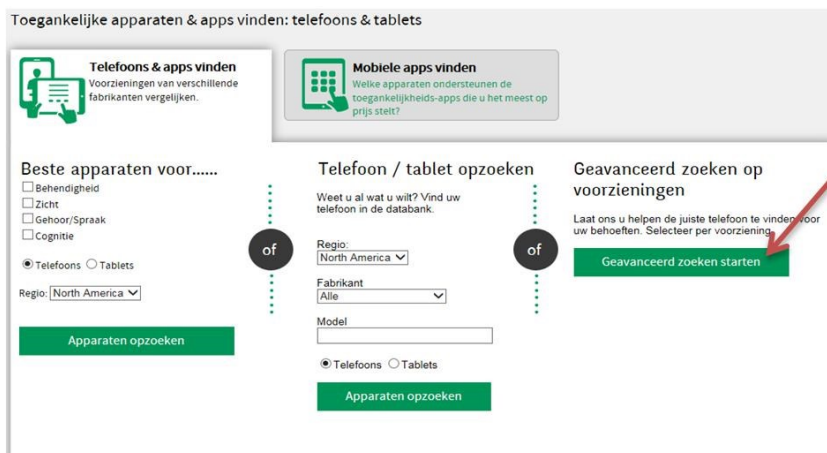 Toegankelijke apparaten & apps vinden: telefoons & tablets
Telefoons & apps vinden
Voorzieningen van verschillende
fabrikanten vergelijken.
Mobiele apps vinden
Welke apparaten ondersteunen de
toegankelijkheids-apps die u het meest op
prijs stelt?
Beste apparaten voor......
Behendigheid
Zicht
Gehoor/Spraak
Cognitie
Telefoons Tablets
Regio: North America
Apparaten opzoeken
of
Telefoon / tablet opzoeken
Weet u al wat u wilt? Vind uw
telefoon in de databank.
Regio:
North America
Fabrikant
Alle
Model
Telefoons Tablets
Apparaten opzoeken
of
Geavanceerd zoeken op
voorzieningen
Laat ons u helpen de juiste telefoon te vinden voor
uw behoeften. Selecteer per voorziening
Geavanceerd zoeken starten